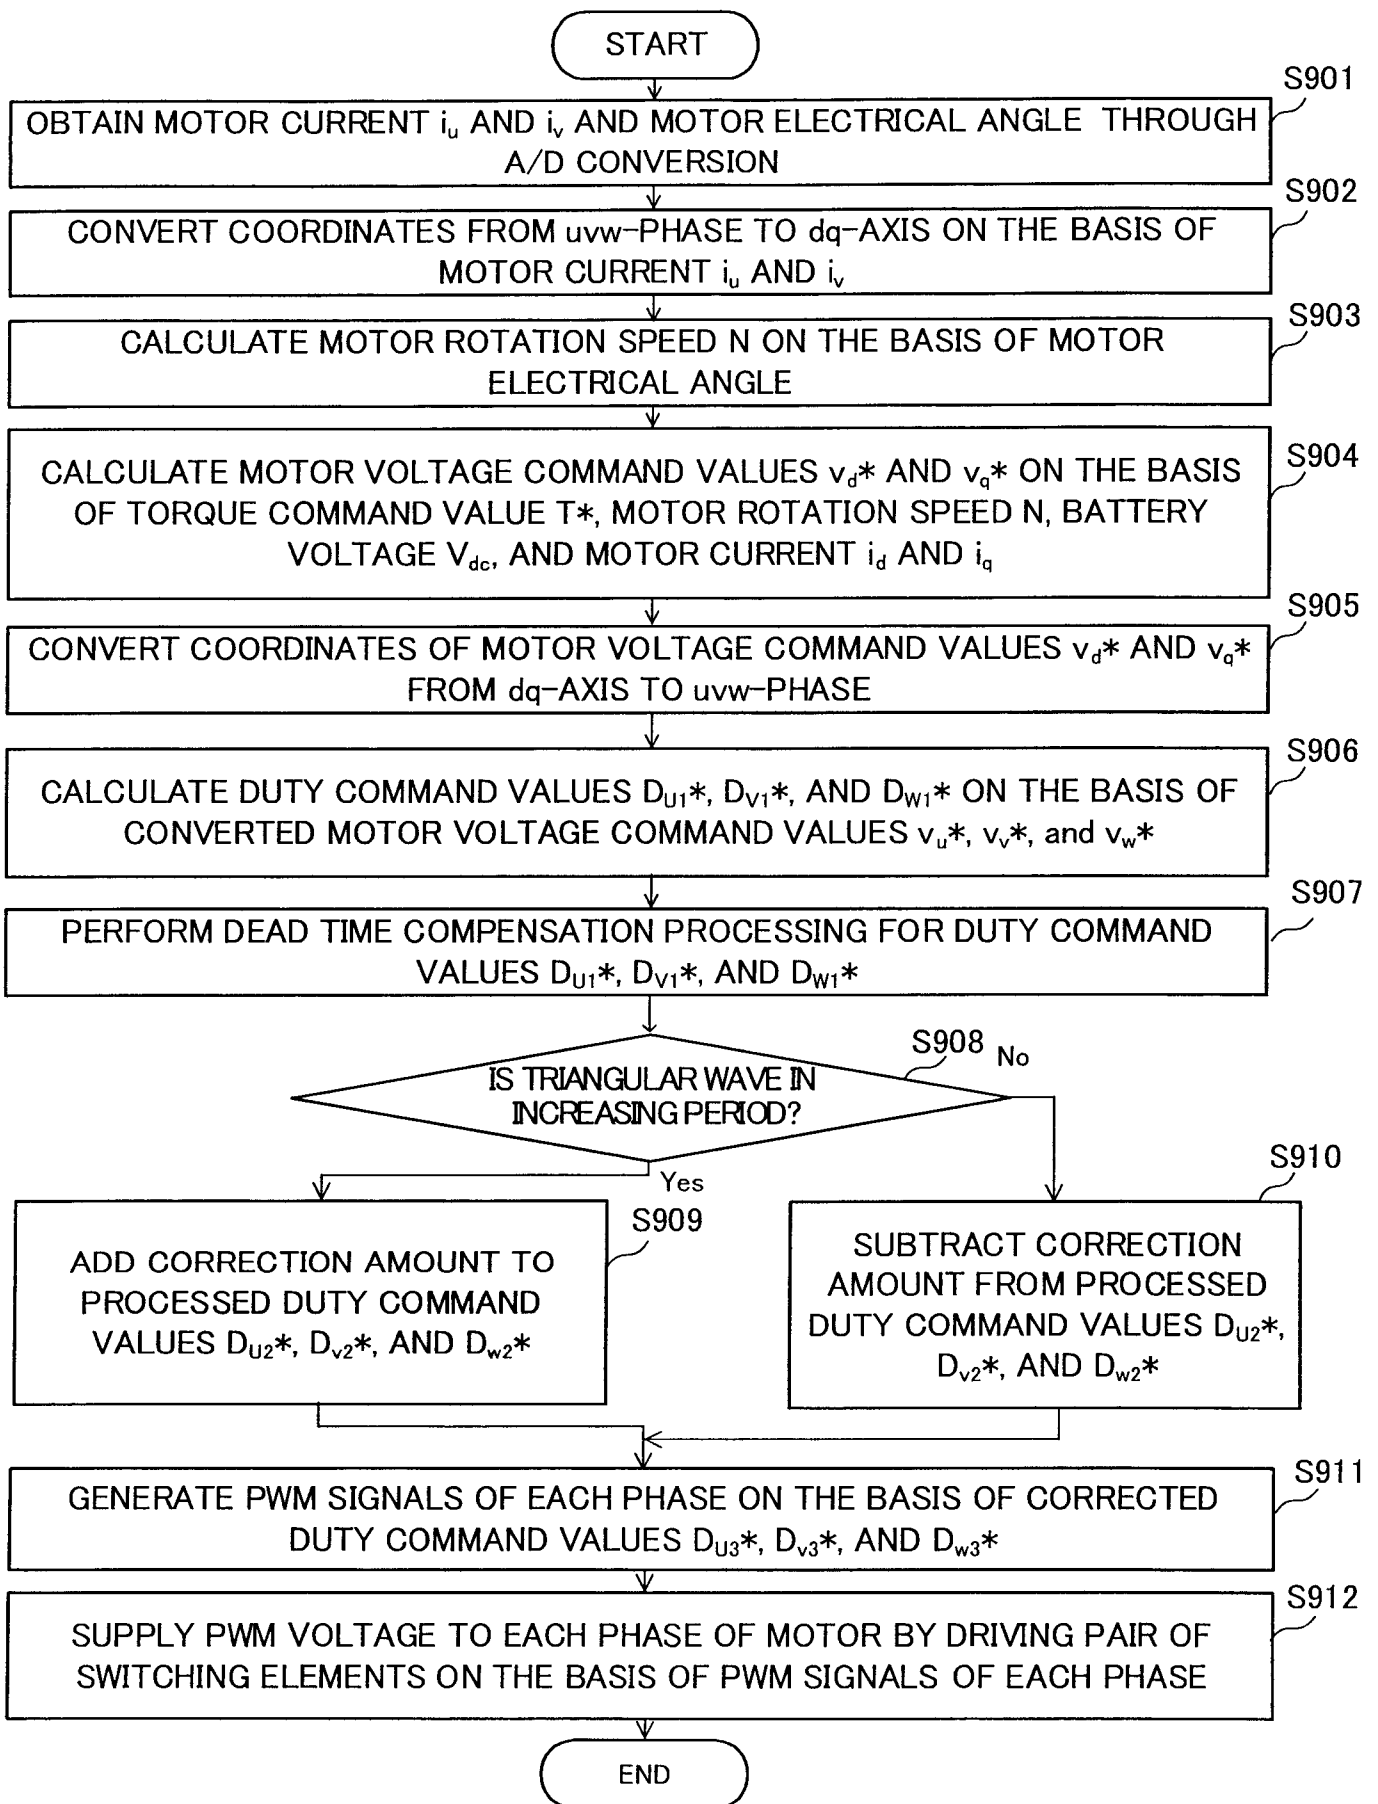 START
S901
OBTAIN MOTOR CURRENT iu AND iv AND MOTOR ELECTRICAL ANGLE THROUGH
A/D CONVERSION
S902
CONVERT COORDINATES FROM uvw-PHASE TO dq-AXIS ON THE BASIS OF
MOTOR CURRENT iu AND iv
S903
CALCULATE MOTOR ROTATION SPEED N ON THE BASIS OF MOTOR
ELECTRICAL ANGLE
S904
CALCULATE MOTOR VOLTAGE COMMAND VALUES vd* AND vq* ON THE BASIS
OF TORQUE COMMAND VALUE T*, MOTOR ROTATION SPEED N, BATTERY
VOLTAGE Vdc, AND MOTOR CURRENT id AND iq
S905
CONVERT COORDINATES OF MOTOR VOLTAGE COMMAND VALUES vd* AND vq*
FROM dq-AXIS TO uvw-PHASE
S906
CALCULATE DUTY COMMAND VALUES DU1*, DV1*, AND DW1* ON THE BASIS OF
CONVERTED MOTOR VOLTAGE COMMAND VALUES vu*, vv*, and vw*
S907
PERFORM DEAD TIME COMPENSATION PROCESSING FOR DUTY COMMAND
VALUES DU1*, DV1*, AND DW1*
S908
No
IS TRIANGULAR WAVE IN
INCREASING PERIOD?
Yes
S909
ADD CORRECTION AMOUNT TO
PROCESSED DUTY COMMAND
VALUES DU2*, Dv2*, AND Dw2*
S910
SUBTRACT CORRECTION
AMOUNT FROM PROCESSED
DUTY COMMAND VALUES DU2*,
Dv2*, AND Dw2*
S911
GENERATE PWM SIGNALS OF EACH PHASE ON THE BASIS OF CORRECTED
DUTY COMMAND VALUES DU3*, Dv3*, AND Dw3*
S912
SUPPLY PWM VOLTAGE TO EACH PHASE OF MOTOR BY DRIVING PAIR OF
SWITCHING ELEMENTS ON THE BASIS OF PWM SIGNALS OF EACH PHASE
END